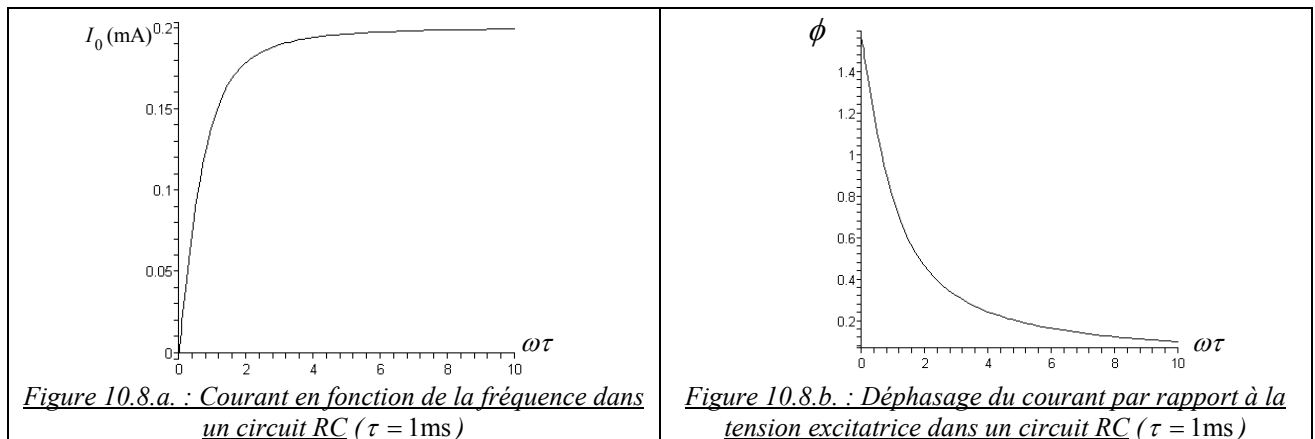 I₀ (mA) 0.2
0.15
0.1
0.05
0
0 2 4 6 8 10
ωτ
Figure 10.8.a. : Courant en fonction de la fréquence dans
un circuit RC (τ = 1ms)
ϕ
1.4
1.2
1
0.8
0.6
0.4
0.2
0 2 4 6 8 10
ωτ
Figure 10.8.b. : Déphasage du courant par rapport à la
tension excitatrice dans un circuit RC (τ = 1ms)